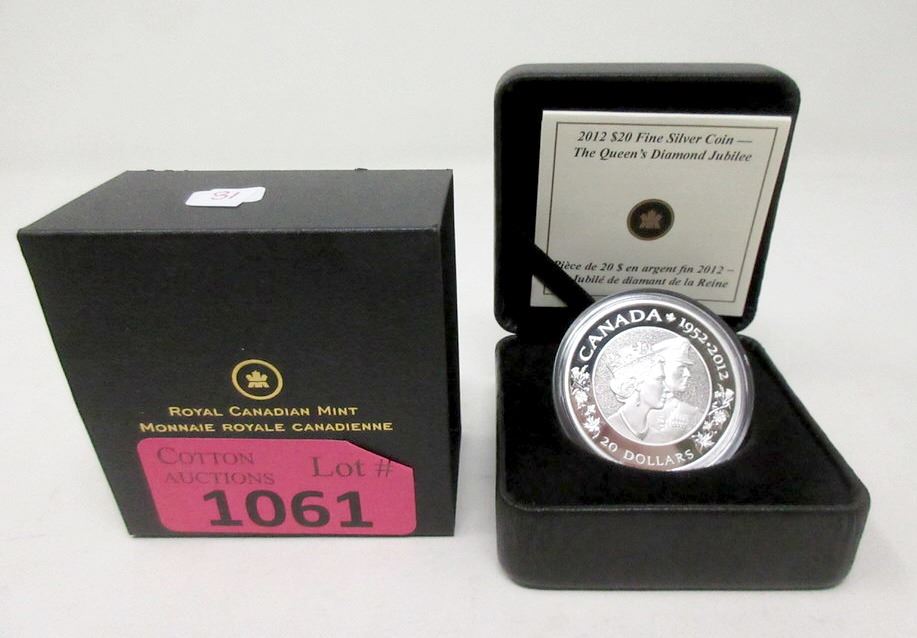 31
ROYAL CANADIAN MINT
MONNAIE ROYALE CANADIENNE
COTTON
AUCTIONS
Lot #
1061
2012 $20 Fine Silver Coin —
The Queen's Diamond Jubilee
Pièce de 20 $ en argent fin 2012 –
Jubilé de diamant de la Reine
CANADA 1952·2012
20 DOLLARS